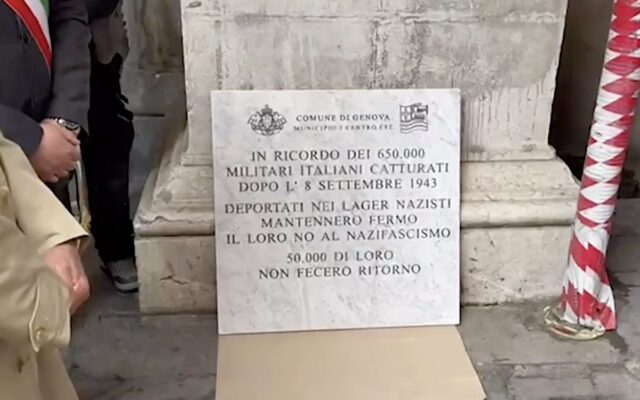 COMUNE DI GENOVA
MUNICIPIO I CENTRO EST
IN RICORDO DEI 650.000
MILITARI ITALIANI CATTURATI
DOPO L' 8 SETTEMBRE 1943
DEPORTATI NEI LAGER NAZISTI
MANTENNERO FERMO
IL LORO NO AL NAZIFASCISMO
50.000 DI LORO
NON FECERO RITORNO